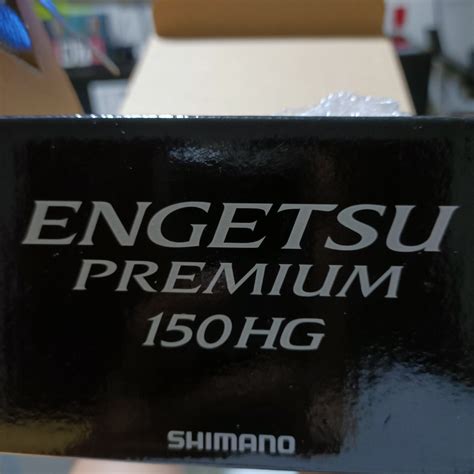 ENGETSU
PREMIUM
150HG
SHIMANO